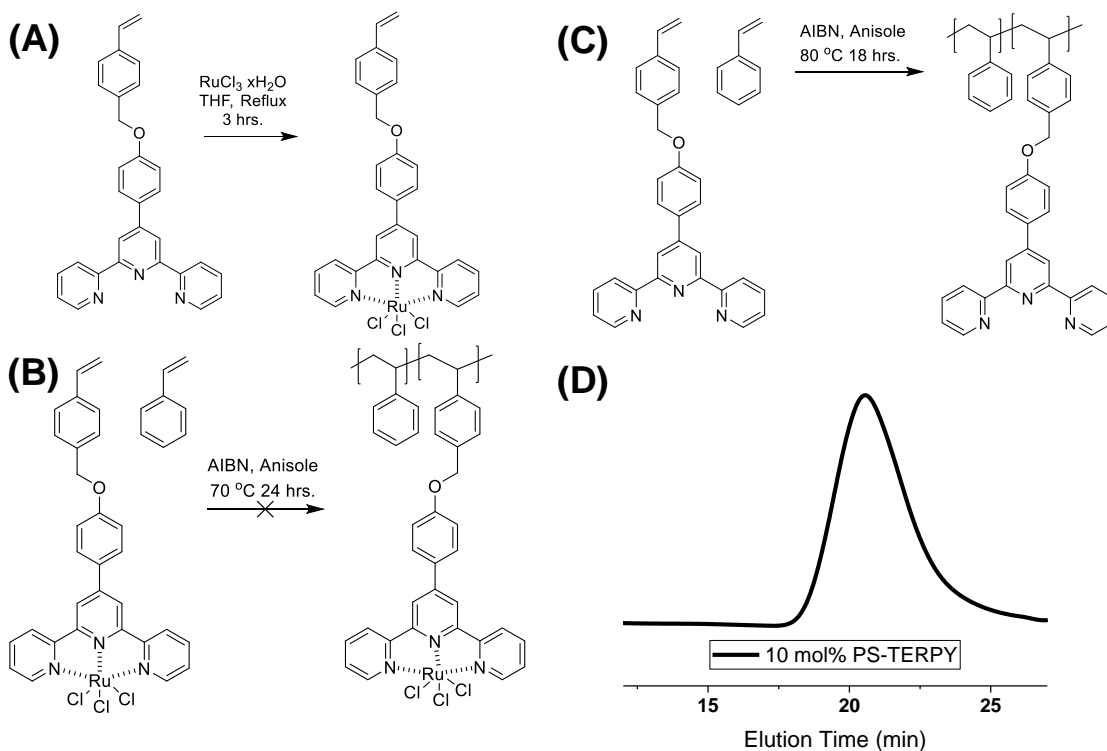 (A)
RuCl3 xH2O
THF, Reflux
3 hrs.
O
O
N
N
N
N
N
N
Ru
Cl
Cl
Cl
(B)
AIBN, Anisole
70 °C 24 hrs.
O
O
N
N
N
N
N
N
Ru
Cl
Cl
Cl
Ru
Cl
Cl
Cl
(C)
AIBN, Anisole
80 °C 18 hrs.
O
O
N
N
N
N
N
N
(D)
10 mol% PS-TERPY
15
20
25
Elution Time (min)